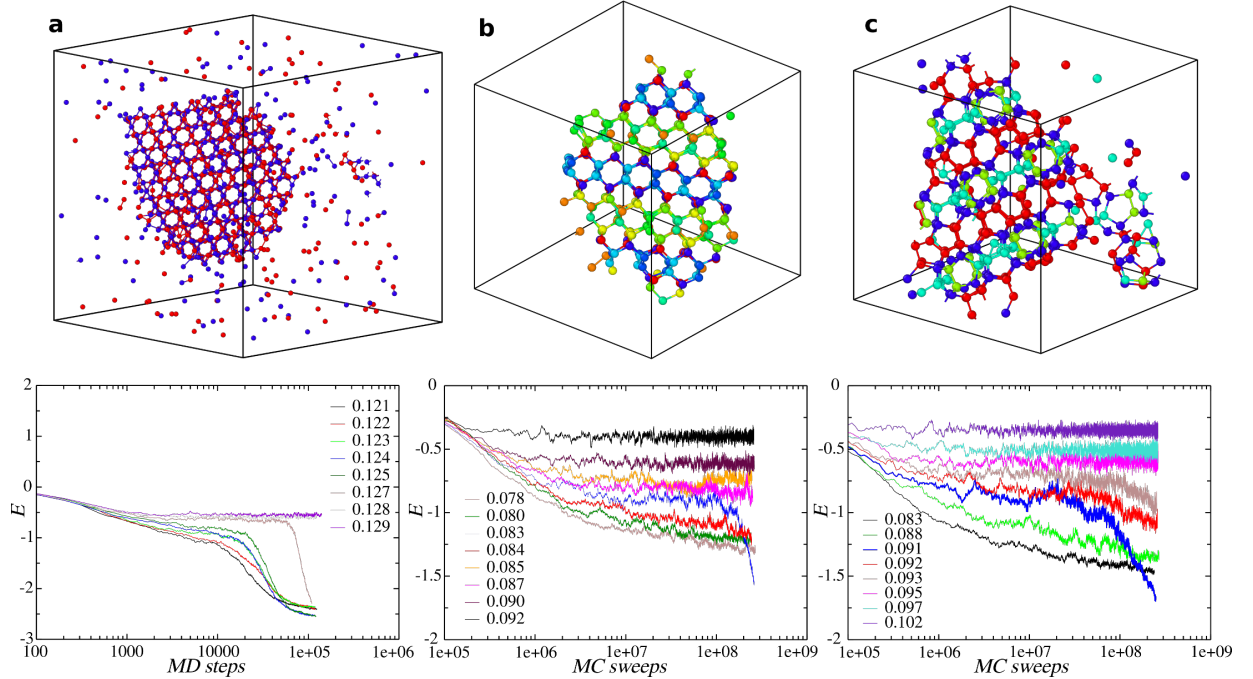 a
b
c
2
1
0
-1
-2
-3
E
0.121
0.122
0.123
0.124
0.125
0.127
0.128
0.129
100
1000
10000
1e+05
1e+06
MD steps
0
-0.5
-1
-1.5
-2
E
0.078
0.080
0.083
0.084
0.085
0.087
0.090
0.092
1e+05
1e+06
1e+07
1e+08
1e+09
MC sweeps
0
-0.5
-1
-1.5
-2
E
0.083
0.088
0.091
0.092
0.093
0.095
0.097
0.102
1e+05
1e+06
1e+07
1e+08
1e+09
MC sweeps